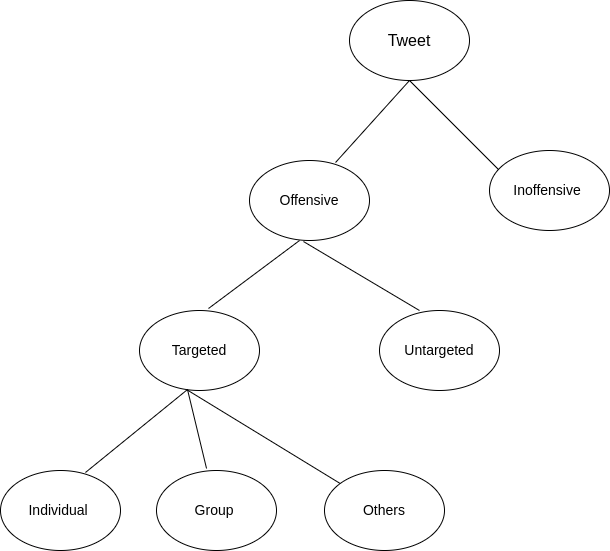 Tweet
Offensive
Inoffensive
Targeted
Untargeted
Individual
Group
Others